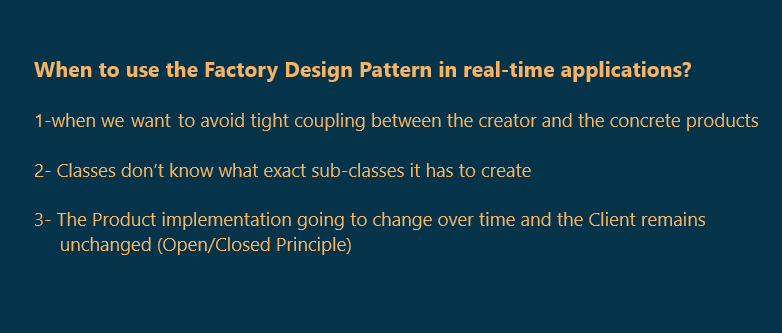 When to use the Factory Design Pattern in real-time applications?
1-when we want to avoid tight coupling between the creator and the concrete products
2- Classes don’t know what exact sub-classes it has to create
3- The Product implementation going to change over time and the Client remains
unchanged (Open/Closed Principle)